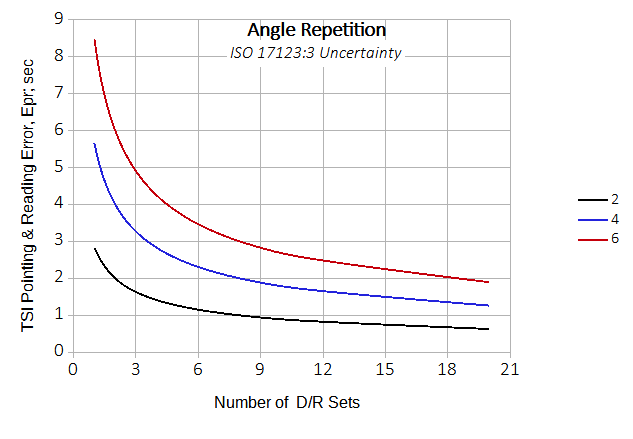 Angle Repetition
ISO 17123:3 Uncertainty
TSI Pointing & Reading Error, Epr; sec
9
8
7
6
5
4
3
2
1
0
0 3 6 9 12 15 18 21
Number of D/R Sets
2
4
6